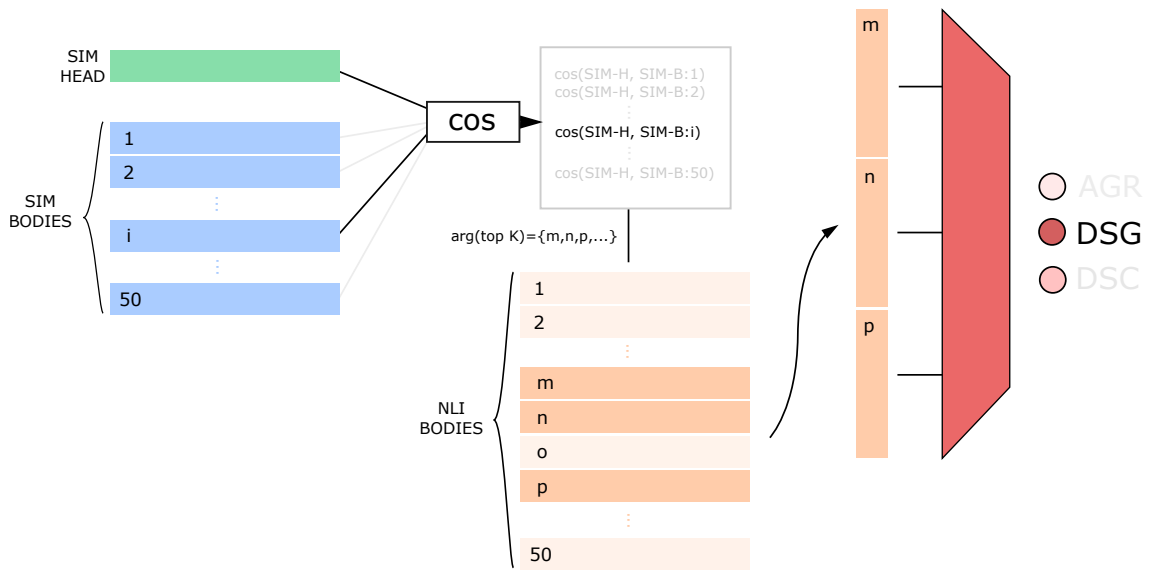 SIM
HEAD
SIM
BODIES
1
2
i
50
cos
cos(SIM-H, SIM-B:1)
cos(SIM-H, SIM-B:2)
cos(SIM-H, SIM-B:i)
cos(SIM-H, SIM-B:50)
arg(top K)={m,n,p,...}
NLI
BODIES
1
2
m
n
o
p
50
m
n
p
AGR
DSG
DSC